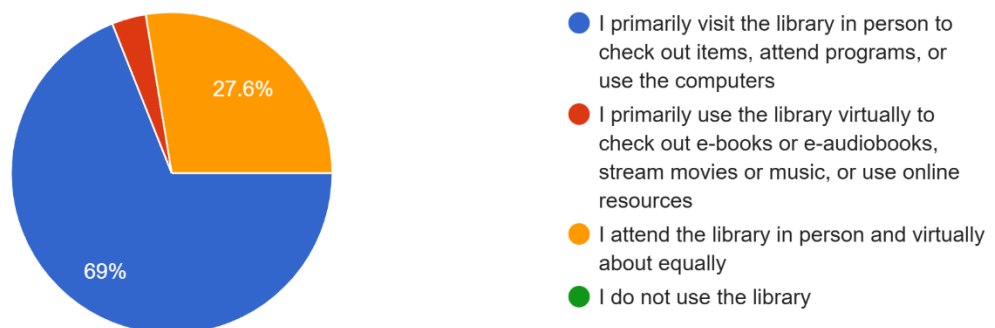 27.6%
69%
I primarily visit the library in person to
check out items, attend programs, or
use the computers
I primarily use the library virtually to
check out e-books or e-audiobooks,
stream movies or music, or use online
resources
I attend the library in person and virtually
about equally
I do not use the library